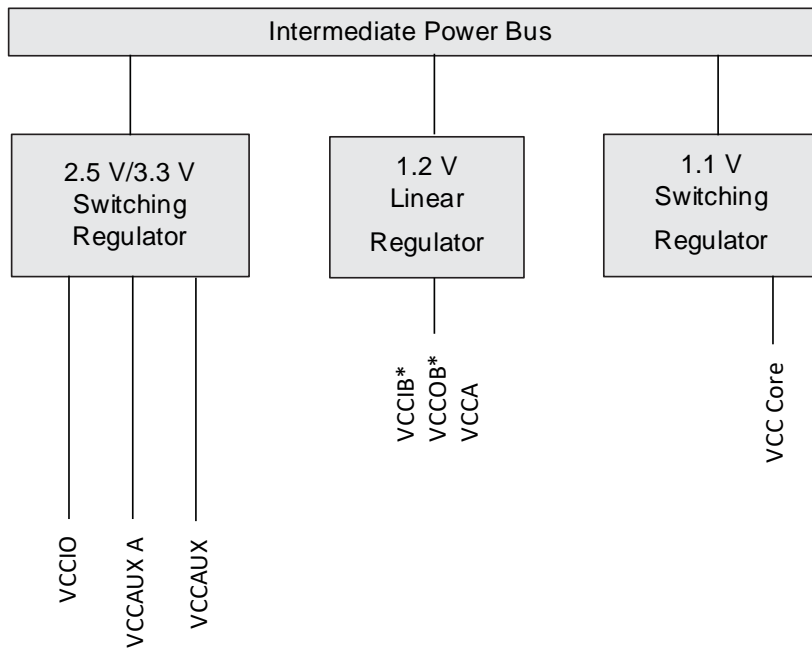 Intermediate Power Bus
2.5 V/3.3 V
Switching
Regulator
1.2 V
Linear
Regulator
1.1 V
Switching
Regulator
VCCIB*
VCCOB*
VCCA
VCC Core
VCCIO
VCCAUX A
VCCAUX